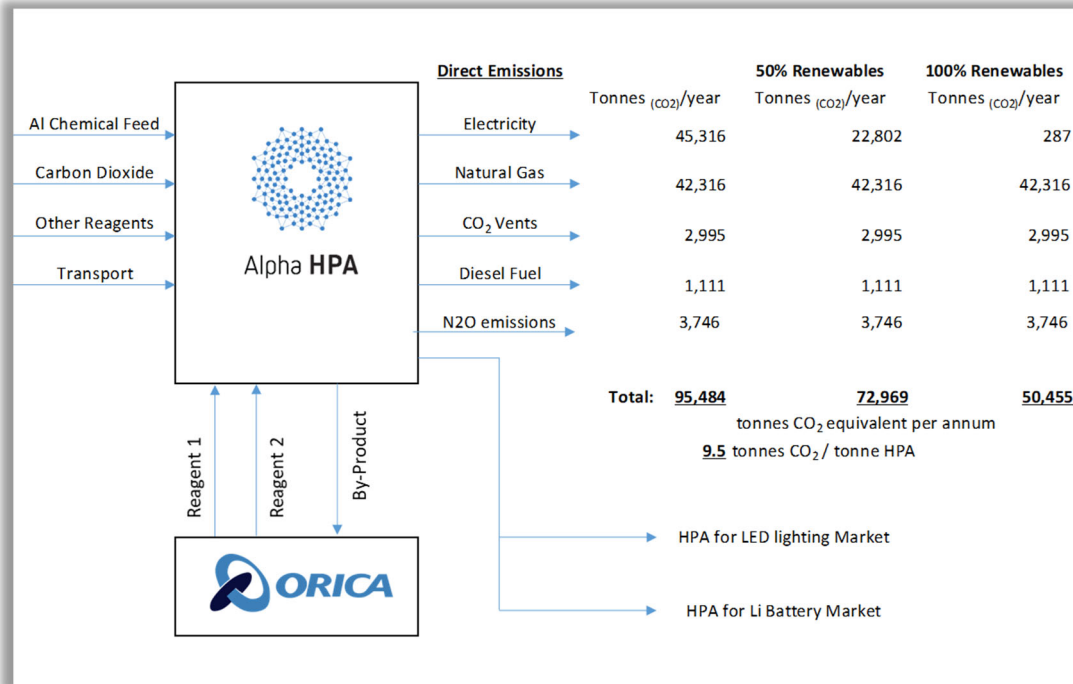 Direct Emissions
50% Renewables 100% Renewables
Tonnes (CO2)/year Tonnes (CO2)/year Tonnes (CO2)/year
Al Chemical Feed
Carbon Dioxide
Other Reagents
Transport
Alpha HPA
Electricity 45,316 22,802 287
Natural Gas 42,316 42,316 42,316
CO2 Vents 2,995 2,995 2,995
Diesel Fuel 1,111 1,111 1,111
N2O emissions 3,746 3,746 3,746
Total: 95,484 72,969 50,455
tonnes CO2 equivalent per annum
9.5 tonnes CO2 / tonne HPA
Reagent 1
Reagent 2
By-Product
ORICA
HPA for LED lighting Market
HPA for Li Battery Market